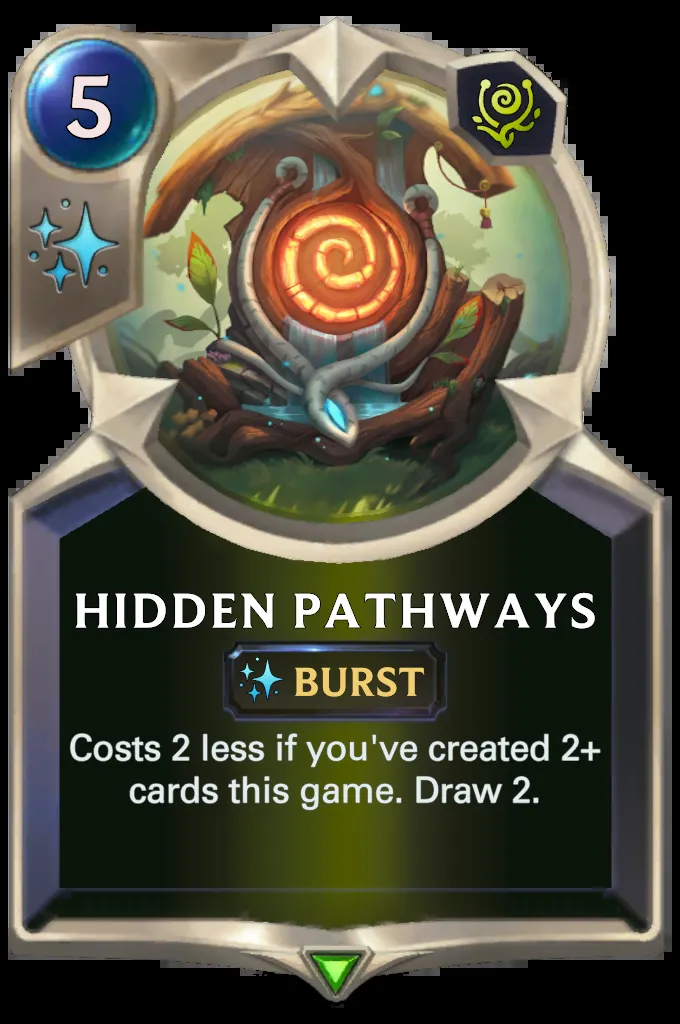 5
HIDDEN PATHWAYS
BURST
Costs 2 less if you've created 2+
cards this game. Draw 2.